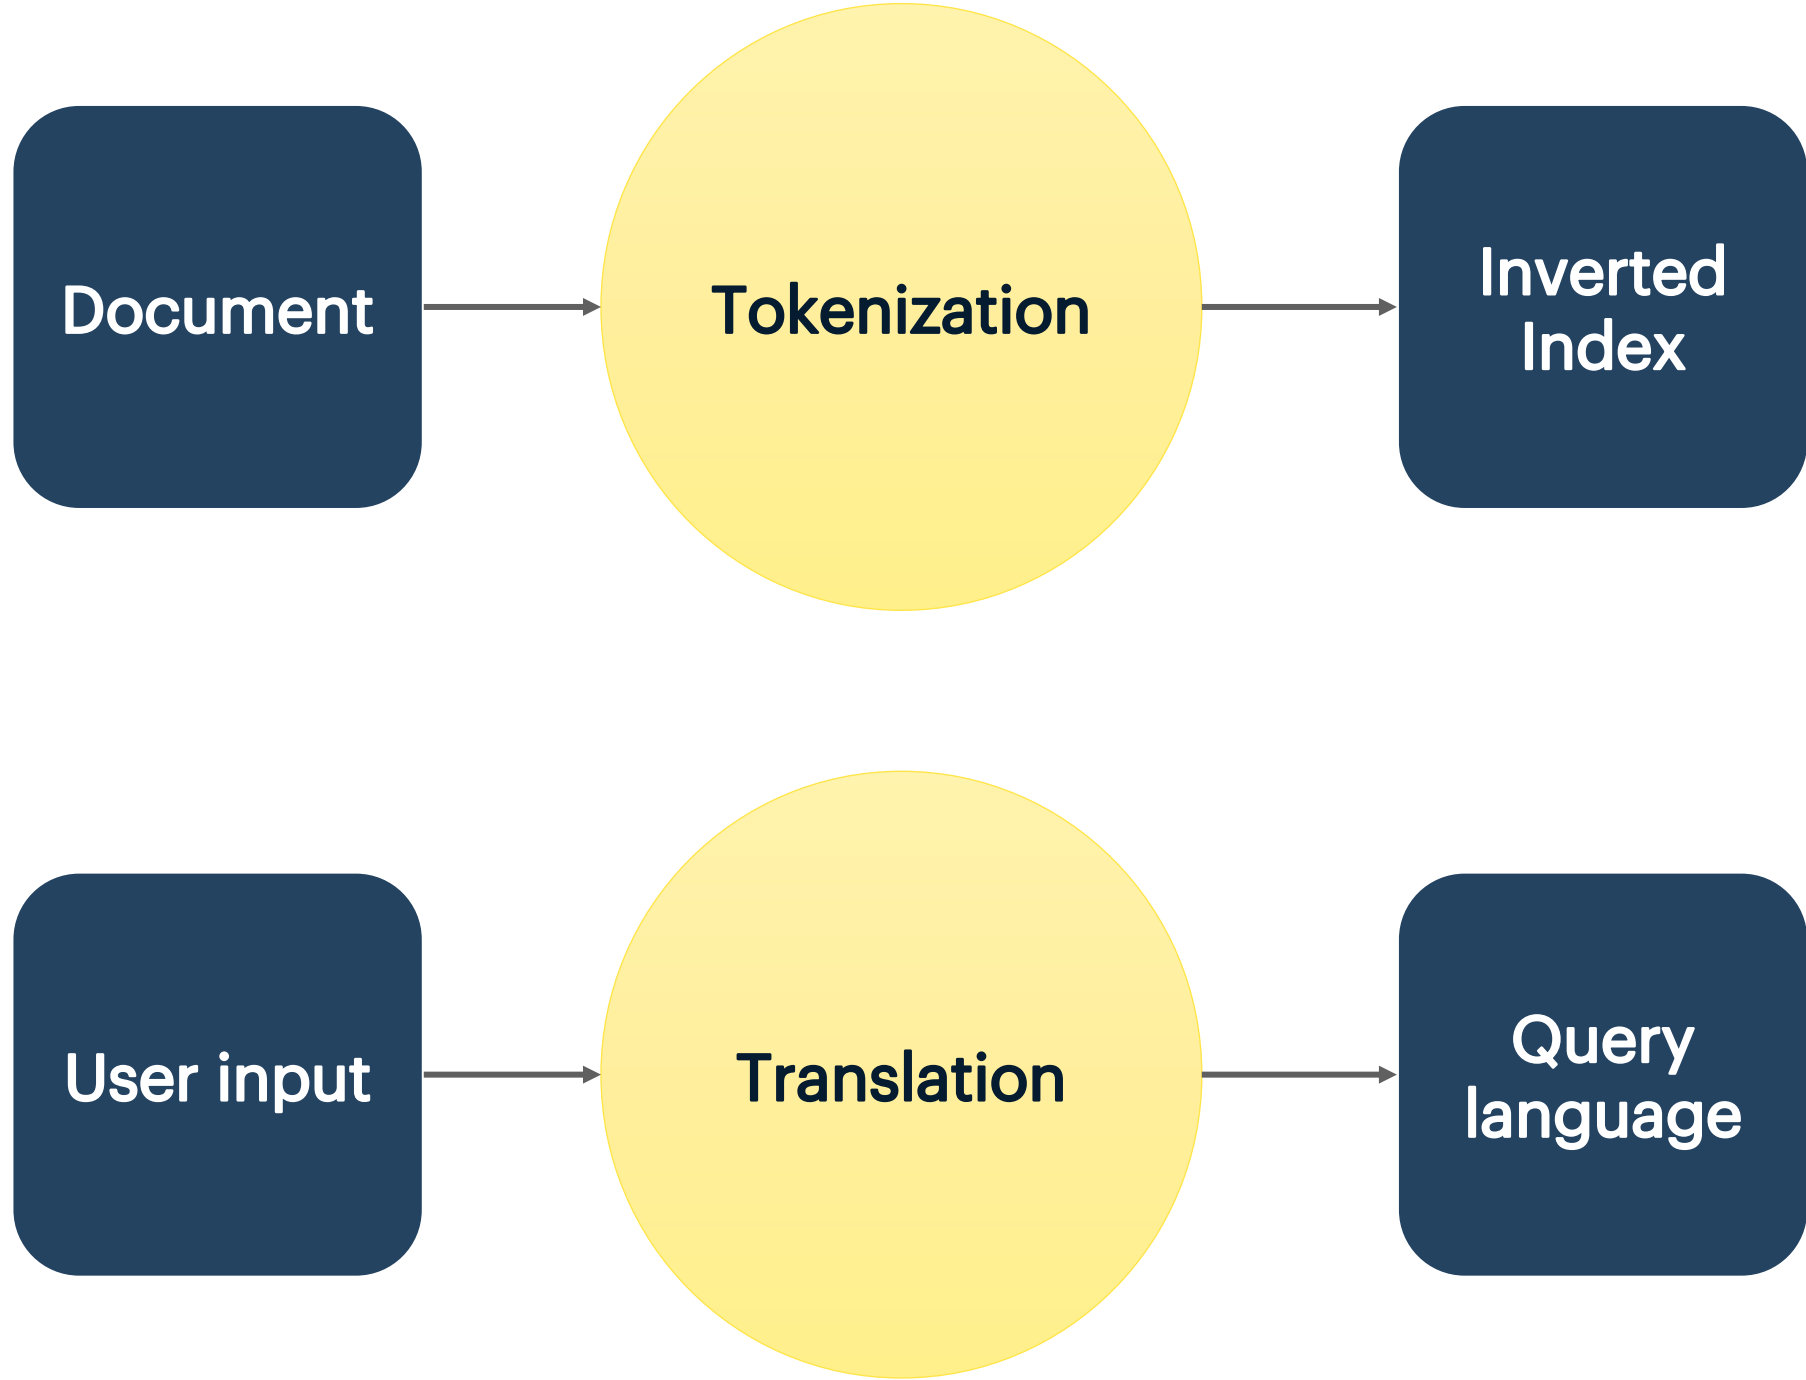 Document
Tokenization
Inverted
Index
User input
Translation
Query
language